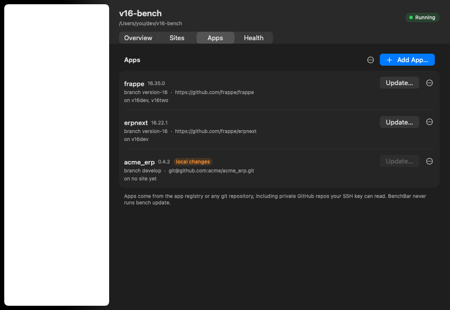 v16-bench
/Users/you/dev/v16-bench
Running
Overview Sites Apps Health
Apps
+ Add App...
frappe 16.35.0
Update...
branch version-16 · https://github.com/frappe/frappe
on v16dev, v16two
erpnext 16.22.1
Update...
branch version-16 · https://github.com/frappe/erpnext
on v16dev
acme_erp 0.4.2 local changes
Update...
branch develop · git@github.com:acme/acme_erp.git
on no site yet
Apps come from the app registry or any git repository, including private GitHub repos your SSH key can read. BenchBar never
runs bench update.